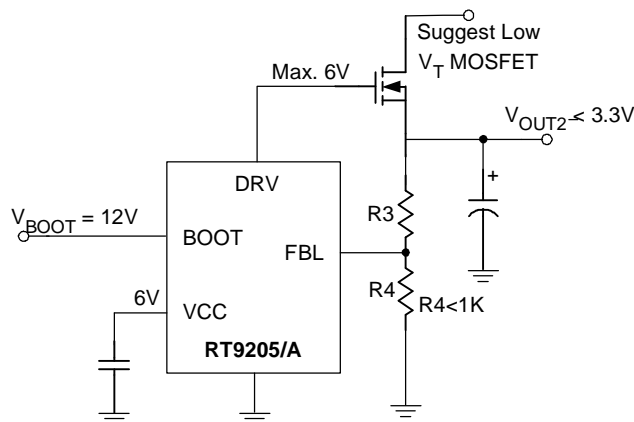 Suggest Low
V_T MOSFET
Max. 6V
V_OUT2 ≤ 3.3V
DRV
+
V_BOOT = 12V
BOOT
R3
FBL
6V
VCC
R4
R4<1K
RT9205/A